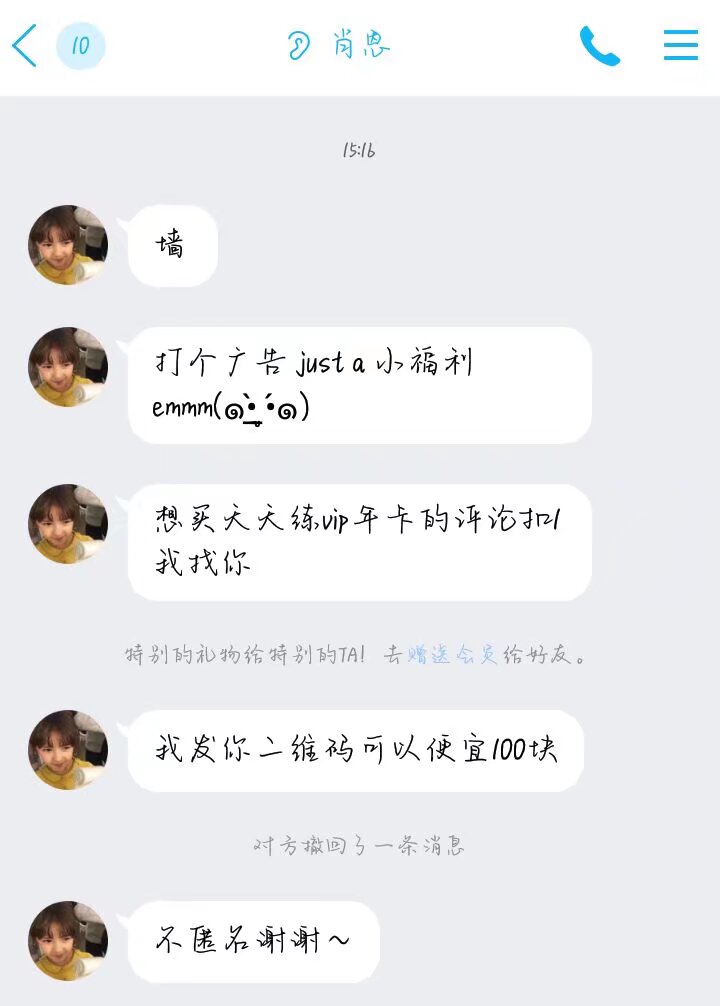 10
肖恩
15:16
墙
打个广告 just a 小福利
emmm(๑•̀ㅁ•́๑)
想买天天练vip年卡的评论扣1
我找你
特别的礼物给特别的TA! 去赠送会员给好友。
我发你二维码可以便宜100块
对方撤回了一条消息
不匿名谢谢~